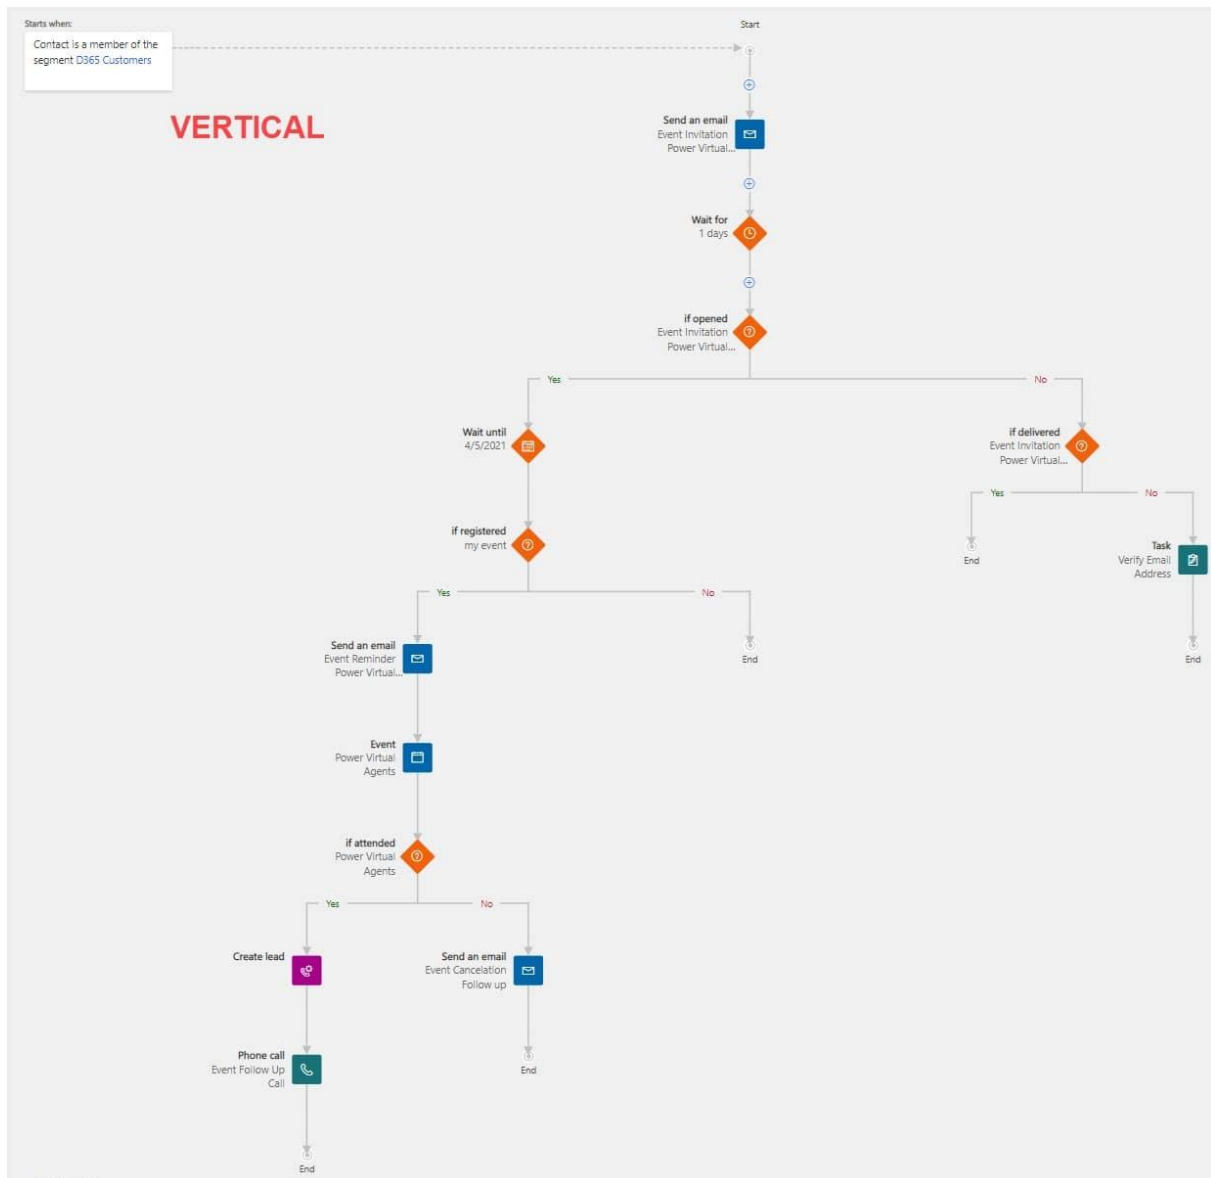 Starts when:
Contact is a member of the
segment D365 Customers
Start
VERTICAL
Send an email
Event Invitation
Power Virtual...
Wait for
1 days
if opened
Event Invitation
Power Virtual...
Yes
No
Wait until
4/5/2021
if delivered
Event Invitation
Power Virtual...
Yes
No
if registered
my event
End
Task
Verify Email
Address
Yes
No
Send an email
Event Reminder
Power Virtual...
End
End
Event
Power Virtual
Agents
if attended
Power Virtual
Agents
Yes
No
Create lead
Send an email
Event Cancelation
Follow up
Phone call
Event Follow Up
Call
End
End